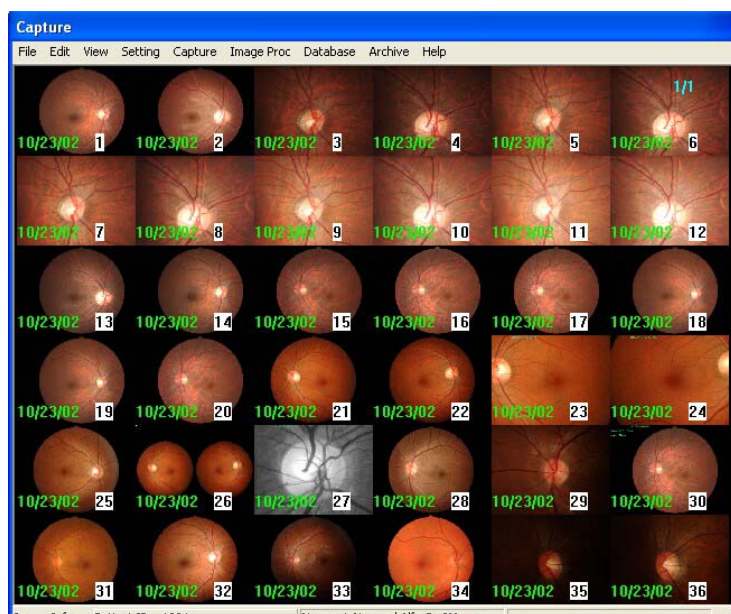 Capture
File Edit View Setting Capture Image Proc Database Archive Help
1/1
10/23/02 1 10/23/02 2 10/23/02 3 10/23/02 4 10/23/02 5 10/23/02 6
10/23/02 7 10/23/02 8 10/23/02 9 10/23/02 10 10/23/02 11 10/23/02 12
10/23/02 13 10/23/02 14 10/23/02 15 10/23/02 16 10/23/02 17 10/23/02 18
10/23/02 19 10/23/02 20 10/23/02 21 10/23/02 22 10/23/02 23 10/23/02 24
10/23/02 25 10/23/02 26 10/23/02 27 10/23/02 28 10/23/02 29 10/23/02 30
10/23/02 31 10/23/02 32 10/23/02 33 10/23/02 34 10/23/02 35 10/23/02 36